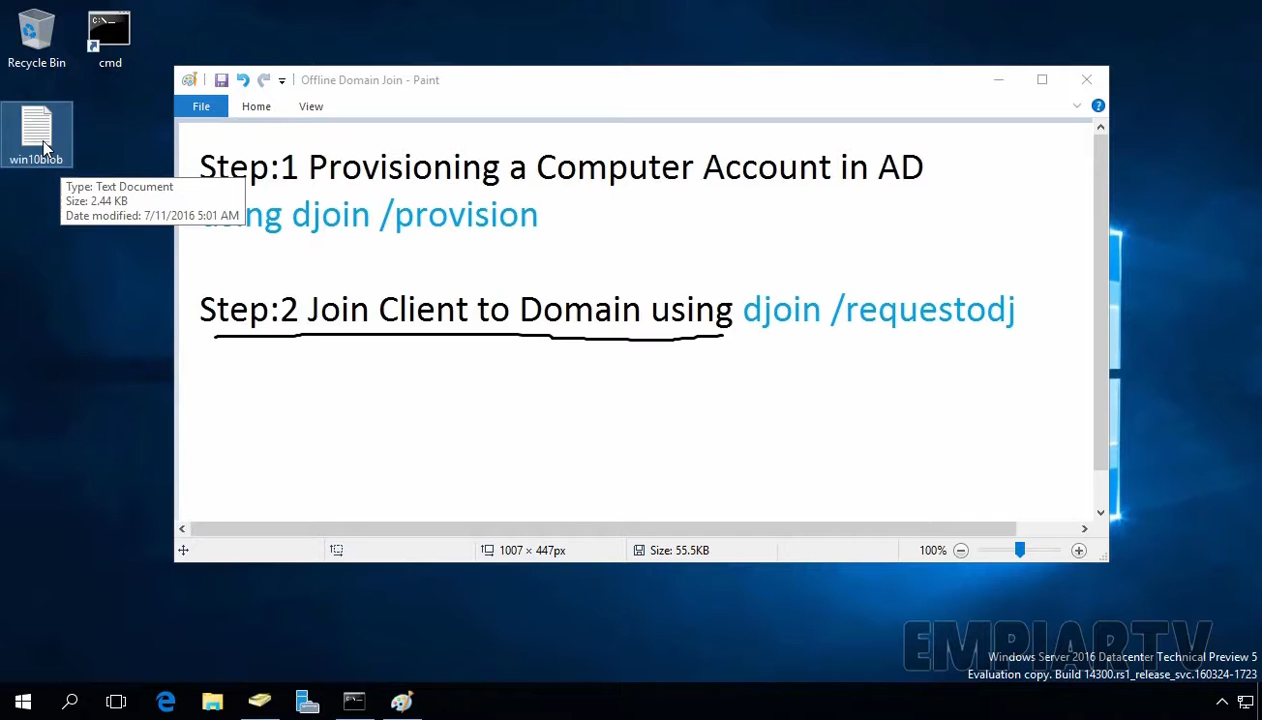 Recycle Bin
cmd
win10blob
Type: Text Document
Size: 2.44 KB
Date modified: 7/11/2016 5:01 AM
Offline Domain Join - Paint
File Home View
Step:1 Provisioning a Computer Account in AD
djoin /provision
Step:2 Join Client to Domain using djoin /requestodj
1007 × 447px
Size: 55.5KB
100%
EMPIARTV
Windows Server 2016 Datacenter Technical Preview 5
Evaluation copy. Build 14300.rs1_release_svc.160324-1723